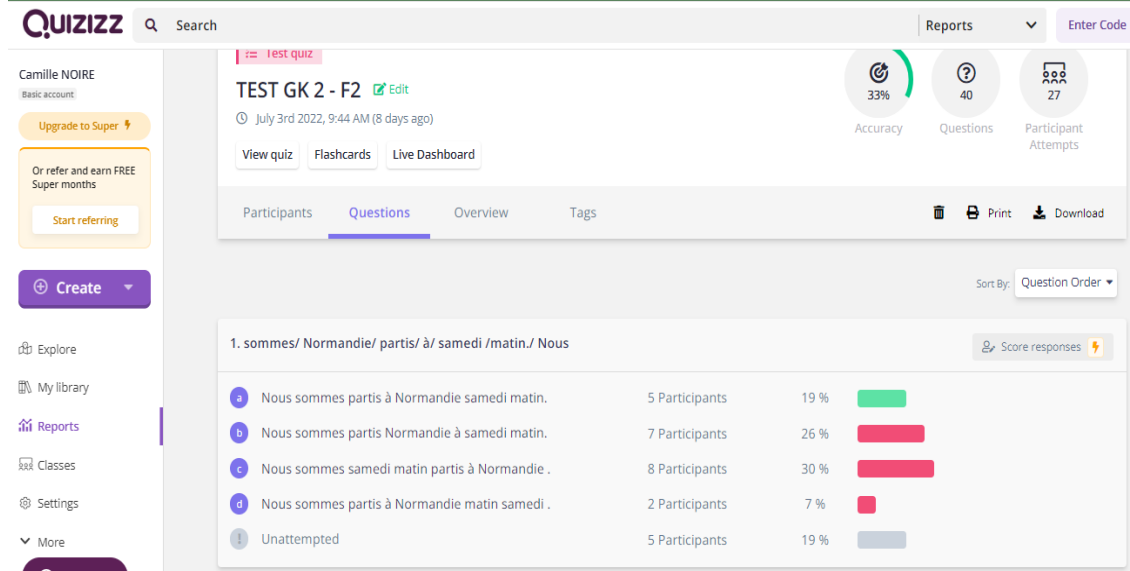 QUIZIZZ Search Reports Enter Code
Camille NOIRE
Basic account
Upgrade to Super
Or refer and earn FREE
Super months
Start referring
Create
Explore
My library
Reports
Classes
Settings
More
Test quiz
TEST GK 2 - F2 Edit
July 3rd 2022, 9:44 AM (8 days ago)
View quiz Flashcards Live Dashboard
33% 40 27
Accuracy Questions Participant
Attempts
Participants Questions Overview Tags Print Download
Sort By: Question Order
1. sommes/ Normandie/ partis/ à/ samedi /matin./ Nous Score responses
a Nous sommes partis à Normandie samedi matin. 5 Participants 19 %
b Nous sommes partis Normandie à samedi matin. 7 Participants 26 %
c Nous sommes samedi matin partis à Normandie . 8 Participants 30 %
d Nous sommes partis à Normandie matin samedi . 2 Participants 7 %
! Unattempted 5 Participants 19 %